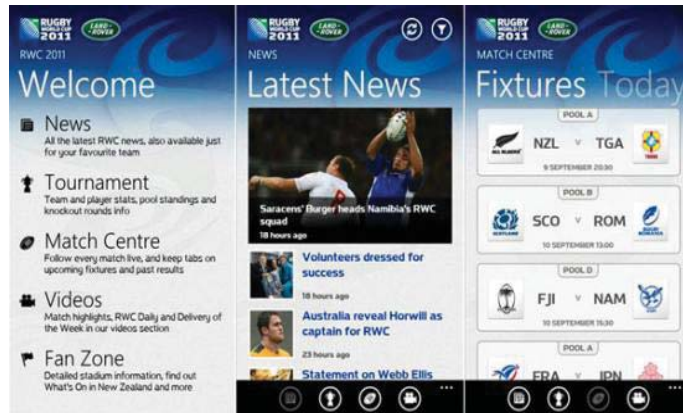 RUGBY
WORLD CUP
2011
LAND-
ROVER
RWC 2011
Welcome
News
All the latest RWC news, also available just
for your favourite team
Tournament
Team and player stats, pool standings and
knockout rounds info
Match Centre
Follow every match live, and keep tabs on
upcoming fixtures and past results
Videos
Match highlights, RWC Daily and Delivery of
the Week in our videos section
Fan Zone
Detailed stadium information, find out
What's On in New Zealand and more
RUGBY
WORLD CUP
2011
LAND-
ROVER
NEWS
Latest News
Saracens' Burger heads Namibia's RWC
squad
18 hours ago
Volunteers dressed for
success
18 hours ago
Australia reveal Horwill as
captain for RWC
23 hours ago
Statement on Webb Ellis
RUGBY
WORLD CUP
2011
LAND-
ROVER
MATCH CENTRE
Fixtures Today
POOL A
ALL BLACKS
NZL v TGA
TONGA
9 SEPTEMBER 20:30
POOL B
SCOTLAND
SCO v ROM
10 SEPTEMBER 13:00
POOL D
FJI v NAM
10 SEPTEMBER 15:30
POOL A
FRA v JPN